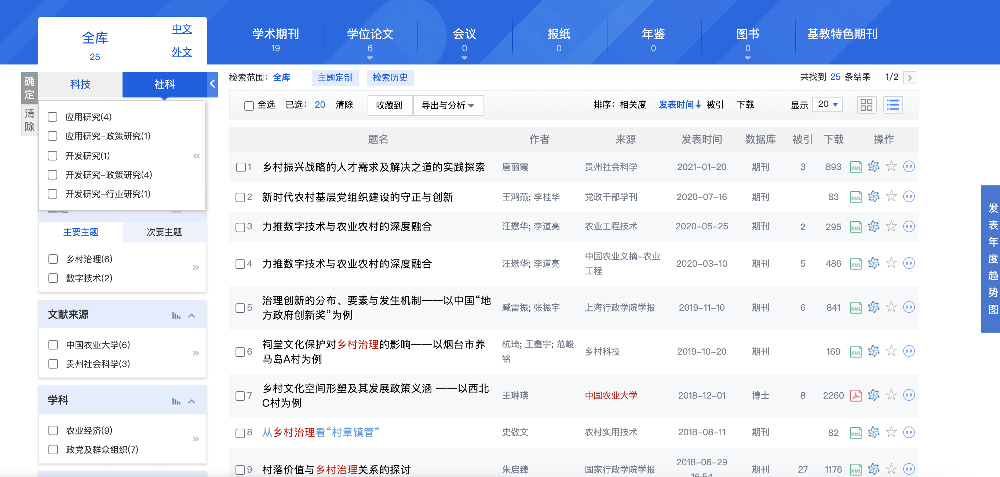 全库
25
中文
外文
学术期刊
19
学位论文
6
会议
0
报纸
0
年鉴
0
图书
0
基教特色期刊
确定
清除
科技
社科
应用研究(4)
应用研究-政策研究(1)
开发研究(1)
«
开发研究-政策研究(4)
开发研究-行业研究(1)
主要主题
次要主题
乡村治理(6)
»
数字技术(2)
文献来源
中国农业大学(6)
»
贵州社会科学(3)
学科
农业经济(9)
»
政党及群众组织(7)
检索范围：全库 主题定制 检索历史
共找到 25 条结果 1/2
全选 已选： 20 清除 收藏到 导出与分析
排序： 相关度 发表时间↓ 被引 下载 显示 20
题名 作者 来源 发表时间 数据库 被引 下载 操作
1 乡村振兴战略的人才需求及解决之道的实践探索 唐丽霞 贵州社会科学 2021-01-20 期刊 3 893 XML
2 新时代农村基层党组织建设的守正与创新 王鸿燕; 李桂华 党政干部学刊 2020-07-16 期刊 83 XML
3 力推数字技术与农业农村的深度融合 汪懋华; 李道亮 农业工程技术 2020-05-25 期刊 2 295 XML
4 力推数字技术与农业农村的深度融合 汪懋华; 李道亮 中国农业文摘-农业
工程 2020-03-10 期刊 5 486 XML
5 治理创新的分布、要素与发生机制——以中国“地
方政府创新奖”为例 臧雷振; 张振宇 上海行政学院学报 2019-11-10 期刊 6 841 XML
6 祠堂文化保护对乡村治理的影响——以烟台市养
马岛A村为例 杭琦; 王鑫宇; 范峻
铭 乡村科技 2019-10-20 期刊 169 XML
7 乡村文化空间形塑及其发展政策义涵 ——以西北
C村为例 王琳瑛 中国农业大学 2018-12-01 博士 8 2260
8 从乡村治理看“村章镇管” 史敬文 农村实用技术 2018-08-11 期刊 82 XML
9 村落价值与乡村治理关系的探讨 朱启臻 国家行政学院学报 2018-06-29
16:54 期刊 27 1176 XML
发表年度趋势图